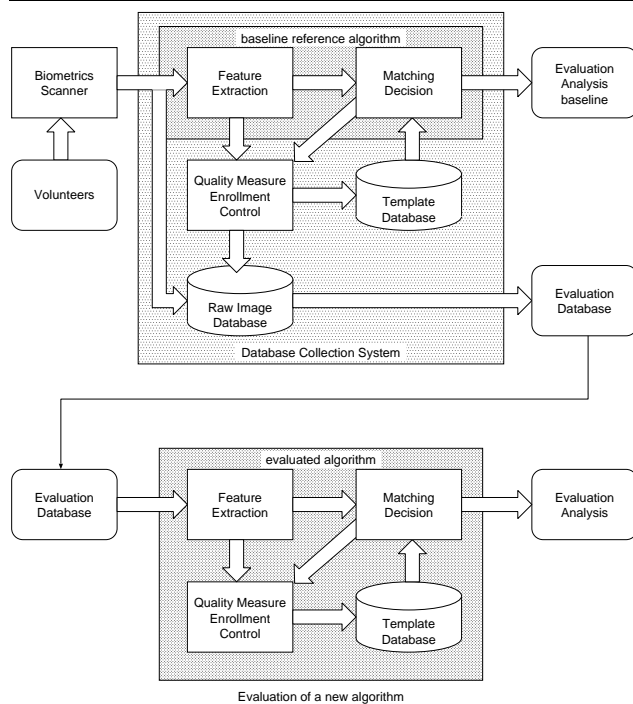 baseline reference algorithm
Biometrics
Scanner
Feature
Extraction
Matching
Decision
Evaluation
Analysis
baseline
Volunteers
Quality Measure
Enrollment
Control
Template
Database
Raw Image
Database
Evaluation
Database
Database Collection System
evaluated algorithm
Evaluation
Database
Feature
Extraction
Matching
Decision
Evaluation
Analysis
Quality Measure
Enrollment
Control
Template
Database
Evaluation of a new algorithm